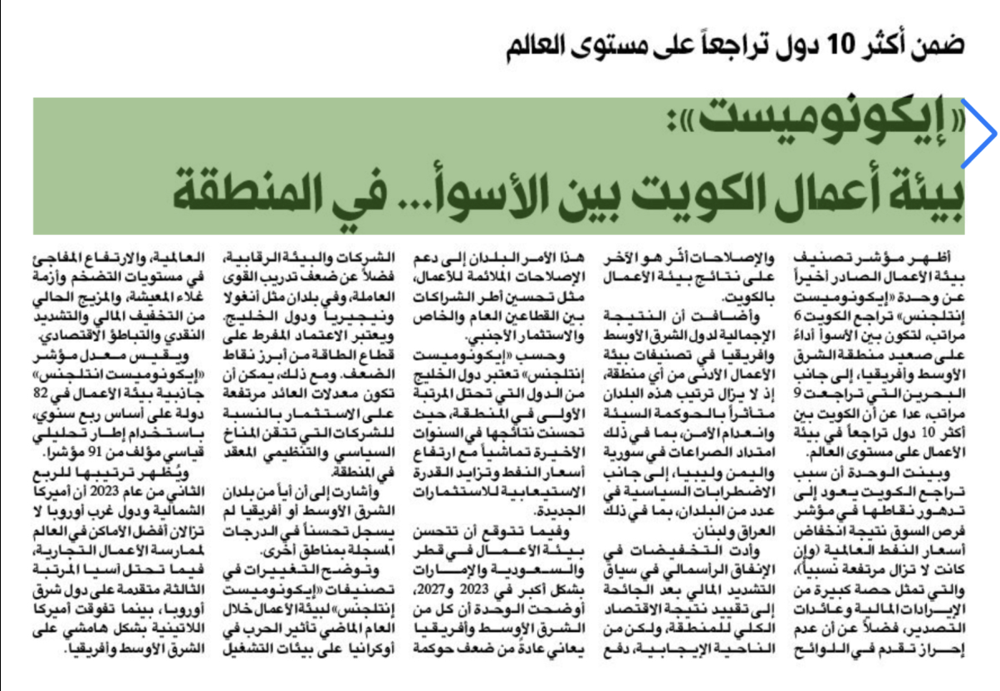 ضمن أكثر 10 دول تراجعاً على مستوى العالم
«إيكونوميست»:
بيئة أعمال الكويت بين الأسوأ... في المنطقة
أظهر مؤشر تصنيف
بيئة الأعمال الصادر أخيراً
عن وحدة «إيكونوميست
إنتلجنس» تراجع الكويت 6
مراتب، لتكون بين الأسوأ أداءً
على صعيد منطقة الشرق
الأوسط وأفريقيا، إلى جانب
البحرين التي تراجعت 9
مراتب، عدا عن أن الكويت بين
أكثر 10 دول تراجعاً في بيئة
الأعمال على مستوى العالم.
وبينت الوحدة أن سبب
تراجع الكويت يعود إلى
تدهور نقاطها في مؤشر
فرص السوق نتيجة انخفاض
أسعار النفط العالمية (وإن
كانت لا تزال مرتفعة نسبياً)،
والتي تمثل حصة كبيرة من
الإيرادات المالية وعائدات
التصدير، فضلاً عن أن عدم
إحراز تقدم في اللوائح
والإصلاحات أثّر هو الآخر
على نتائج بيئة الأعمال
بالكويت.
وأضافت أن النتيجة
الإجمالية لدول الشرق الأوسط
وافريقيا في تصنيفات بيئة
الأعمال الأدنى من أي منطقة،
إذ لا يزال ترتيب هذه البلدان
متأثراً بالحوكمة السيئة
وانعدام الأمن، بما في ذلك
امتداد الصراعات في سورية
واليمن وليبيا، إلى جانب
الاضطرابات السياسية في
عدد من البلدان، بما في ذلك
العراق ولبنان.
وأدت التخفيضات في
الإنفاق الرأسمالي في سياق
التشديد المالي بعد الجائحة
إلى تقييد نتيجة الاقتصاد
الكلي للمنطقة، ولكن من
الناحية الإيجابية، دفع
هذا الأمر البلدان إلى دعم
الإصلاحات الملائمة للأعمال،
مثل تحسين أطر الشراكات
بين القطاعين العام والخاص
والاستثمار الأجنبي.
وحسب «إيكونوميست
إنتلجنس» تعتبر دول الخليج
من الدول التي تحتل المرتبة
الأولى في المنطقة، حيث
تحسنت نتائجها في السنوات
الأخيرة تماشياً مع ارتفاع
أسعار النفط وتزايد القدرة
الاستيعابية للاستثمارات
الجديدة.
وفيما تتوقع أن تتحسن
بيئة الأعمال في قطر
والسعودية والإمارات
بشكل أكبر في 2023 و2027،
أوضحت الوحدة أن كل من
الشرق الأوسط وأفريقيا
يعاني عادةً من ضعف حوكمة
الشركات والبيئة الرقابية،
فضلاً عن ضعف تدريب القوى
العاملة، وفي بلدان مثل أنغولا
ونيجيريا ودول الخليج.
ويعتبر الاعتماد المفرط على
قطاع الطاقة من أبرز نقاط
الضعف. ومع ذلك، يمكن أن
تكون معدلات العائد مرتفعة
على الاستثمار بالنسبة
للشركات التي تتقن المناخ
السياسي والتنظيمي المعقد
في المنطقة.
وأشارت إلى أن أياً من بلدان
الشرق الأوسط أو أفريقيا لم
يسجل تحسناً في الدرجات
المسجلة بمناطق أخرى.
وتوضح التغييرات في
تصنيفات «إيكونوميست
إنتلجنس» لبيئة الأعمال خلال
العام الماضي تأثير الحرب في
أوكرانيا على بيئات التشغيل
العالمية، والارتفاع المفاجئ
في مستويات التضخم وأزمة
غلاء المعيشة، والمزيج الحالي
من التخفيف المالي والتشديد
النقدي والتباطؤ الاقتصادي.
ويقيس معدل مؤشر
«إيكونوميست انتلجنس»
جاذبية بيئة الأعمال في 82
دولة على أساس ربع سنوي،
باستخدام إطار تحليلي
قياسي مؤلف من 91 مؤشرا.
ويُظهر ترتيبها للربع
الثاني من عام 2023 أن أميركا
الشمالية ودول غرب أوروبا لا
تزالان أفضل الأماكن في العالم
لممارسة الأعمال التجارية،
فيما تحتل آسيا المرتبة
الثالثة، متقدمة على دول شرق
أوروبا، بينما تفوقت أميركا
اللاتينية بشكل هامشي على
الشرق الأوسط وأفريقيا.